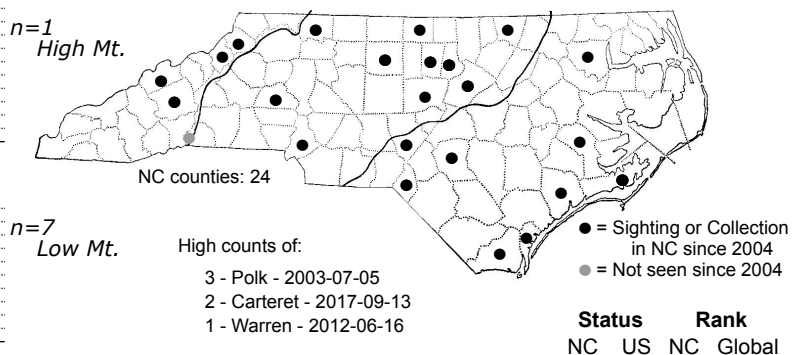 n=1
High Mt.
NC counties: 24
n=7
Low Mt.
High counts of:
3 - Polk - 2003-07-05
2 - Carteret - 2017-09-13
1 - Warren - 2012-06-16
● = Sighting or Collection
in NC since 2004
● = Not seen since 2004
Status Rank
NC US NC Global